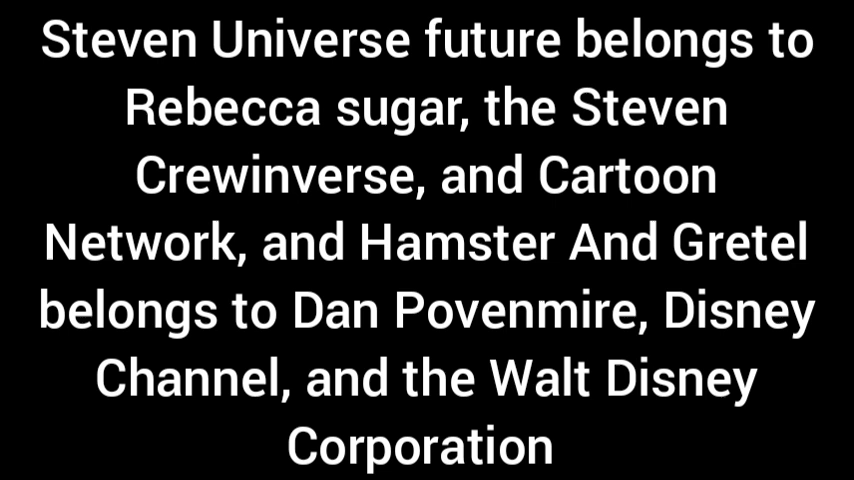 Steven Universe future belongs to
Rebecca sugar, the Steven
Crewinverse, and Cartoon
Network, and Hamster And Gretel
belongs to Dan Povenmire, Disney
Channel, and the Walt Disney
Corporation